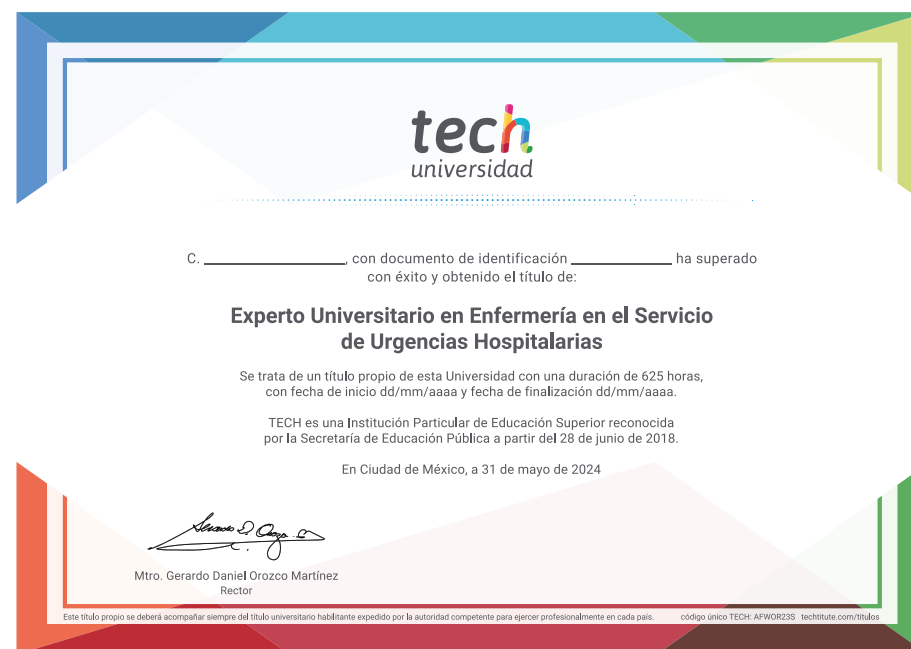 tech
universidad
C. ____________________, con documento de identificación ______________ ha superado
con éxito y obtenido el título de:
Experto Universitario en Enfermería en el Servicio
de Urgencias Hospitalarias
Se trata de un título propio de esta Universidad con una duración de 625 horas,
con fecha de inicio dd/mm/aaaa y fecha de finalización dd/mm/aaaa.
TECH es una Institución Particular de Educación Superior reconocida
por la Secretaría de Educación Pública a partir del 28 de junio de 2018.
En Ciudad de México, a 31 de mayo de 2024
Mtro. Gerardo Daniel Orozco Martínez
Rector
Este título propio se deberá acompañar siempre del título universitario habilitante expedido por la autoridad competente para ejercer profesionalmente en cada país. código único TECH: AFWOR23S techtitute.com/titulos